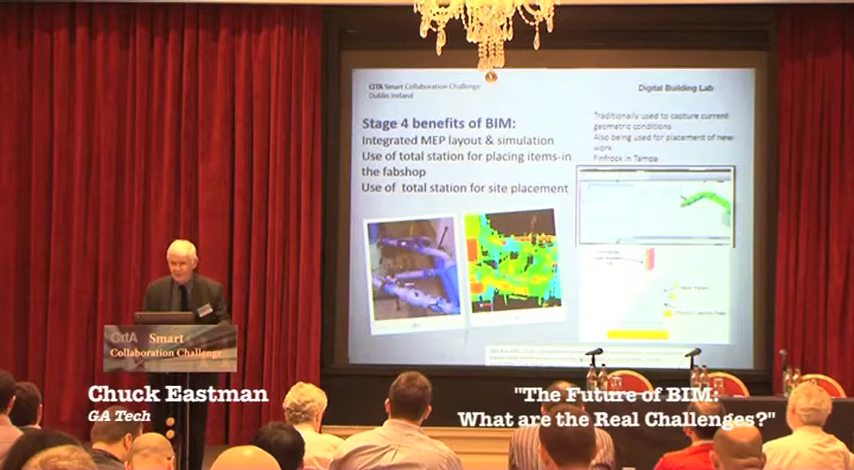 CITA Smart Collaboration Challenge
Dublin Ireland
Digital Building Lab
Stage 4 benefits of BIM:
Integrated MEP layout & simulation
Use of total station for placing items-in
the fabshop
Use of total station for site placement
Traditionally used to capture current
geometric conditions
Also being used for placement of new
work
Finfrock in Tampa
CitA Smart
Collaboration Challenge
Chuck Eastman
GA Tech
"The Future of BIM:
What are the Real Challenges?"